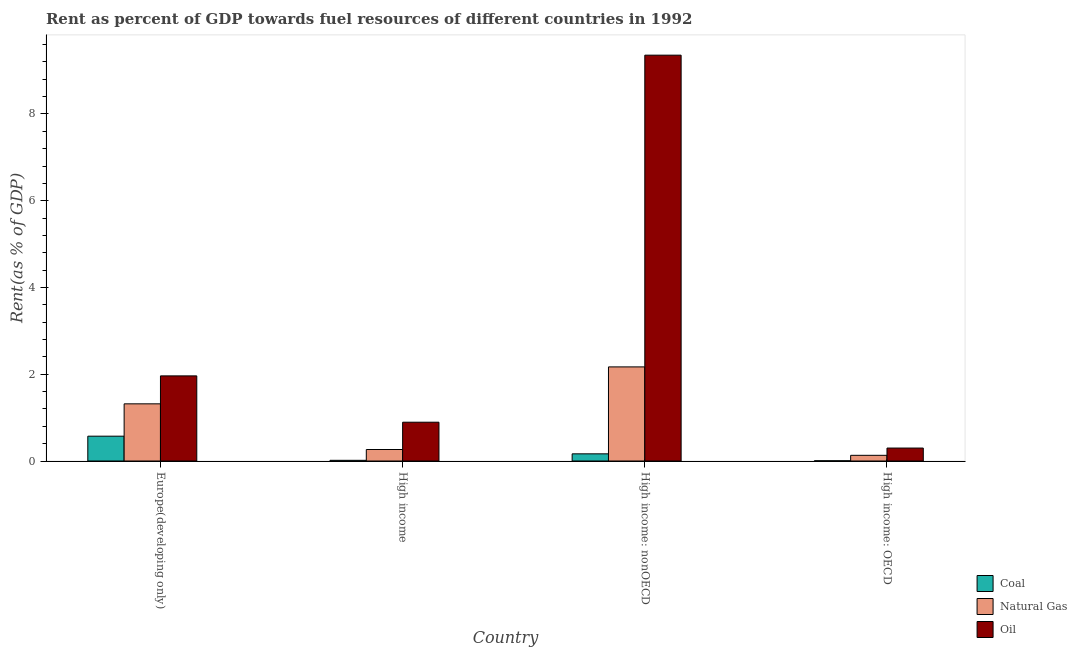 Rent as percent of GDP towards fuel resources of different countries in 1992
Rent(as % of GDP)
8
6
4
2
0
Europe(developing only)
High income
High income: nonOECD
High income: OECD
Country
Coal
Natural Gas
Oil